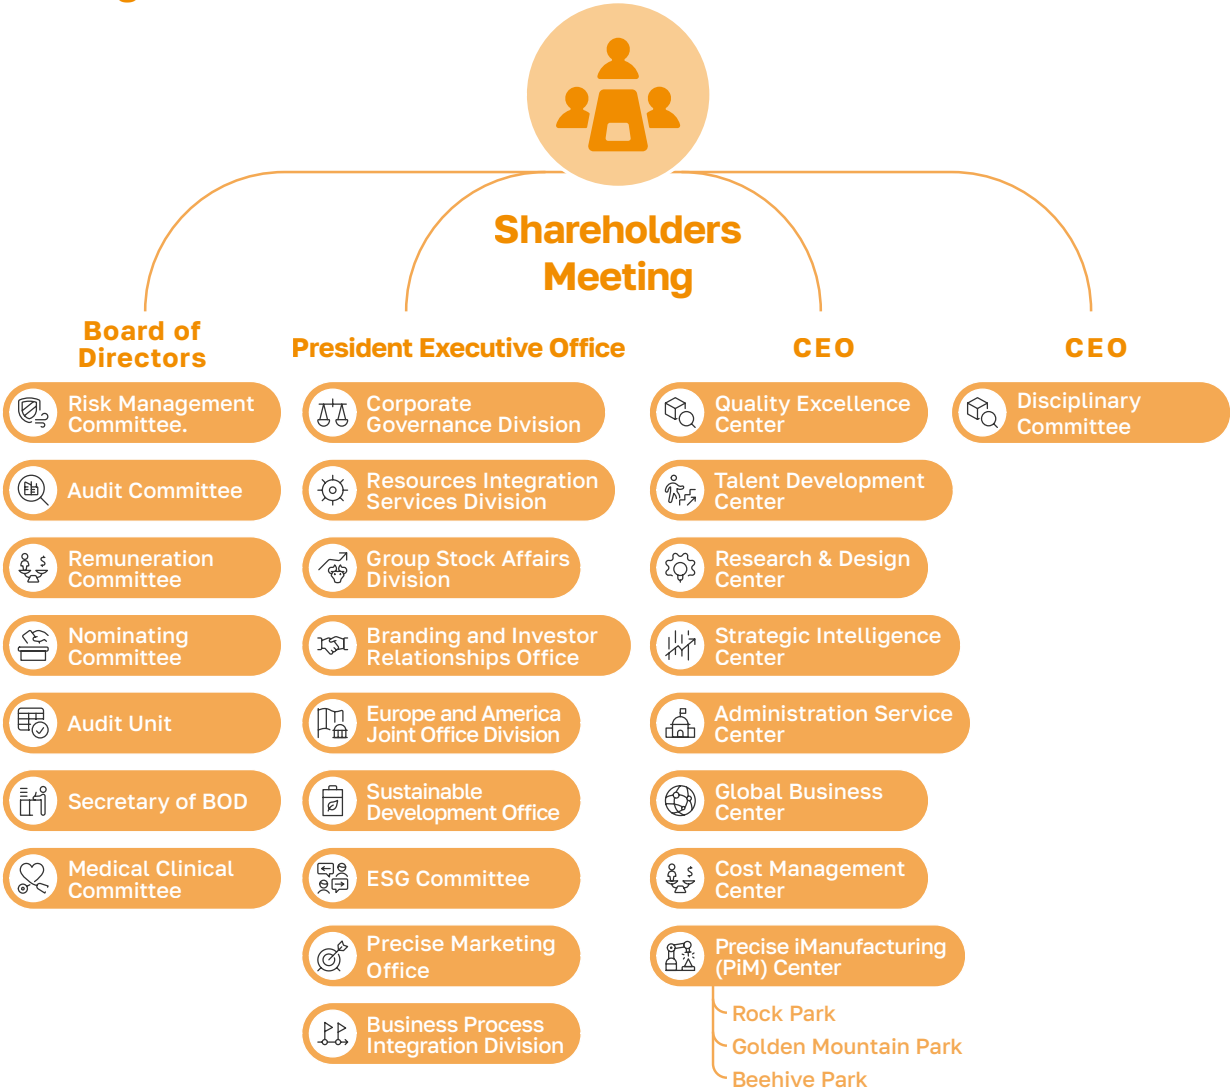 Shareholders
Meeting
Board of
Directors
Risk Management
Committee.
Audit Committee
Remuneration
Committee
Nominating
Committee
Audit Unit
Secretary of BOD
Medical Clinical
Committee
President Executive Office
Corporate
Governance Division
Resources Integration
Services Division
Group Stock Affairs
Division
Branding and Investor
Relationships Office
Europe and America
Joint Office Division
Sustainable
Development Office
ESG Committee
Precise Marketing
Office
Business Process
Integration Division
CEO
Quality Excellence
Center
Talent Development
Center
Research & Design
Center
Strategic Intelligence
Center
Administration Service
Center
Global Business
Center
Cost Management
Center
Precise iManufacturing
(PiM) Center
Rock Park
Golden Mountain Park
Beehive Park
CEO
Disciplinary
Committee